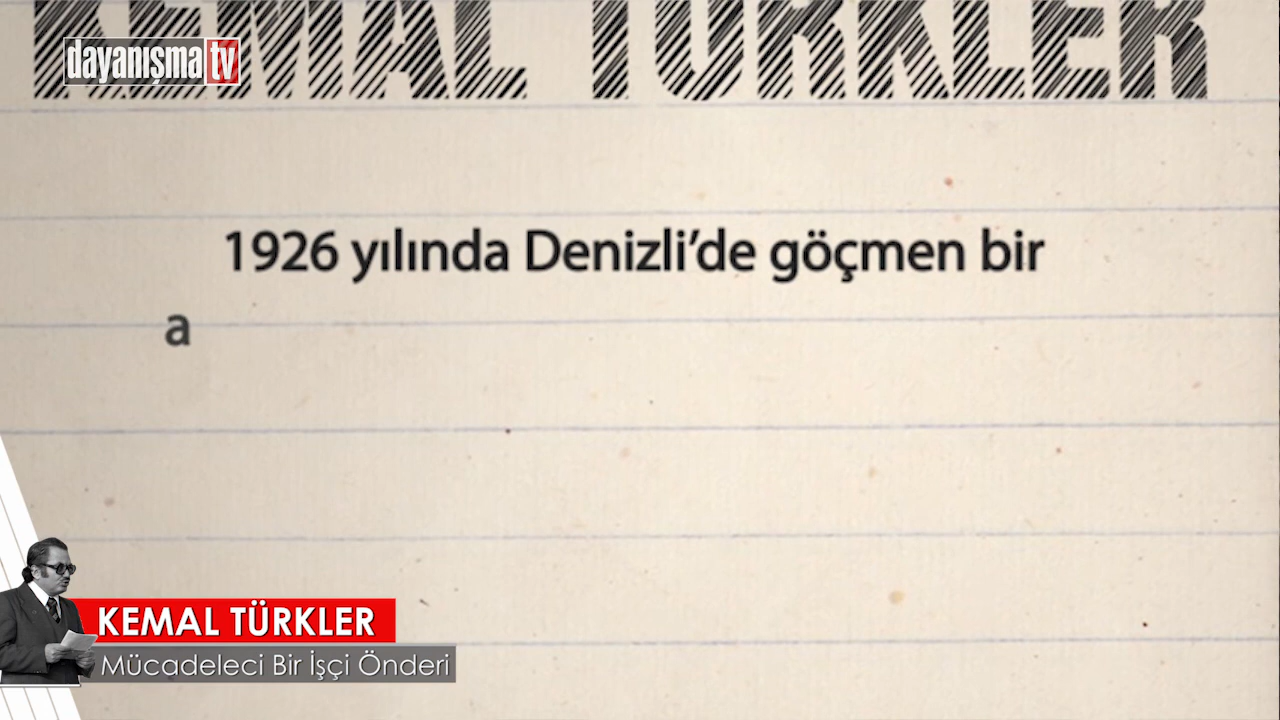 KEMAL TÜRKLER
dayanışma tv
1926 yılında Denizli’de göçmen bir
a
KEMAL TÜRKLER
Mücadeleci Bir İşçi Önderi